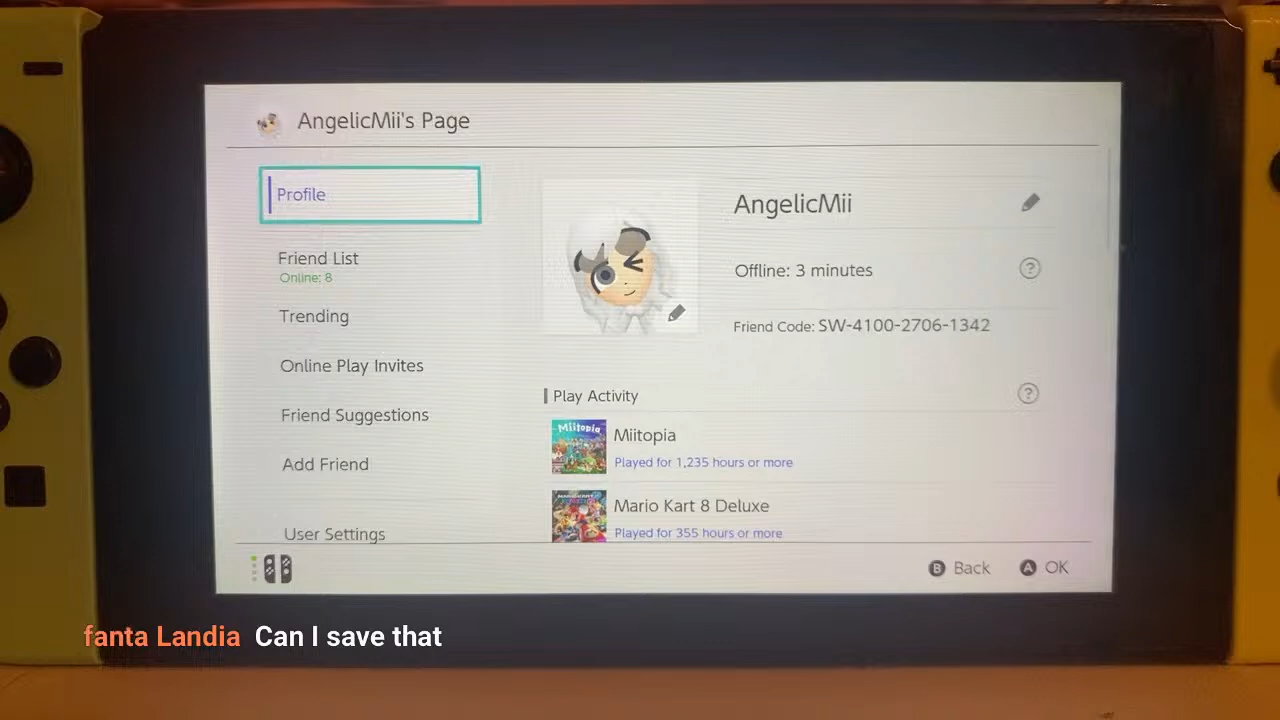 AngelicMii's Page
Profile
Friend List
Online: 8
Trending
Online Play Invites
Friend Suggestions
Add Friend
User Settings
AngelicMii
Offline: 3 minutes
Friend Code: SW-4100-2706-1342
Play Activity
Miitopia
Miitopia
Played for 1,235 hours or more
Mario Kart 8 Deluxe
Played for 355 hours or more
B Back
A OK
fanta Landia Can I save that